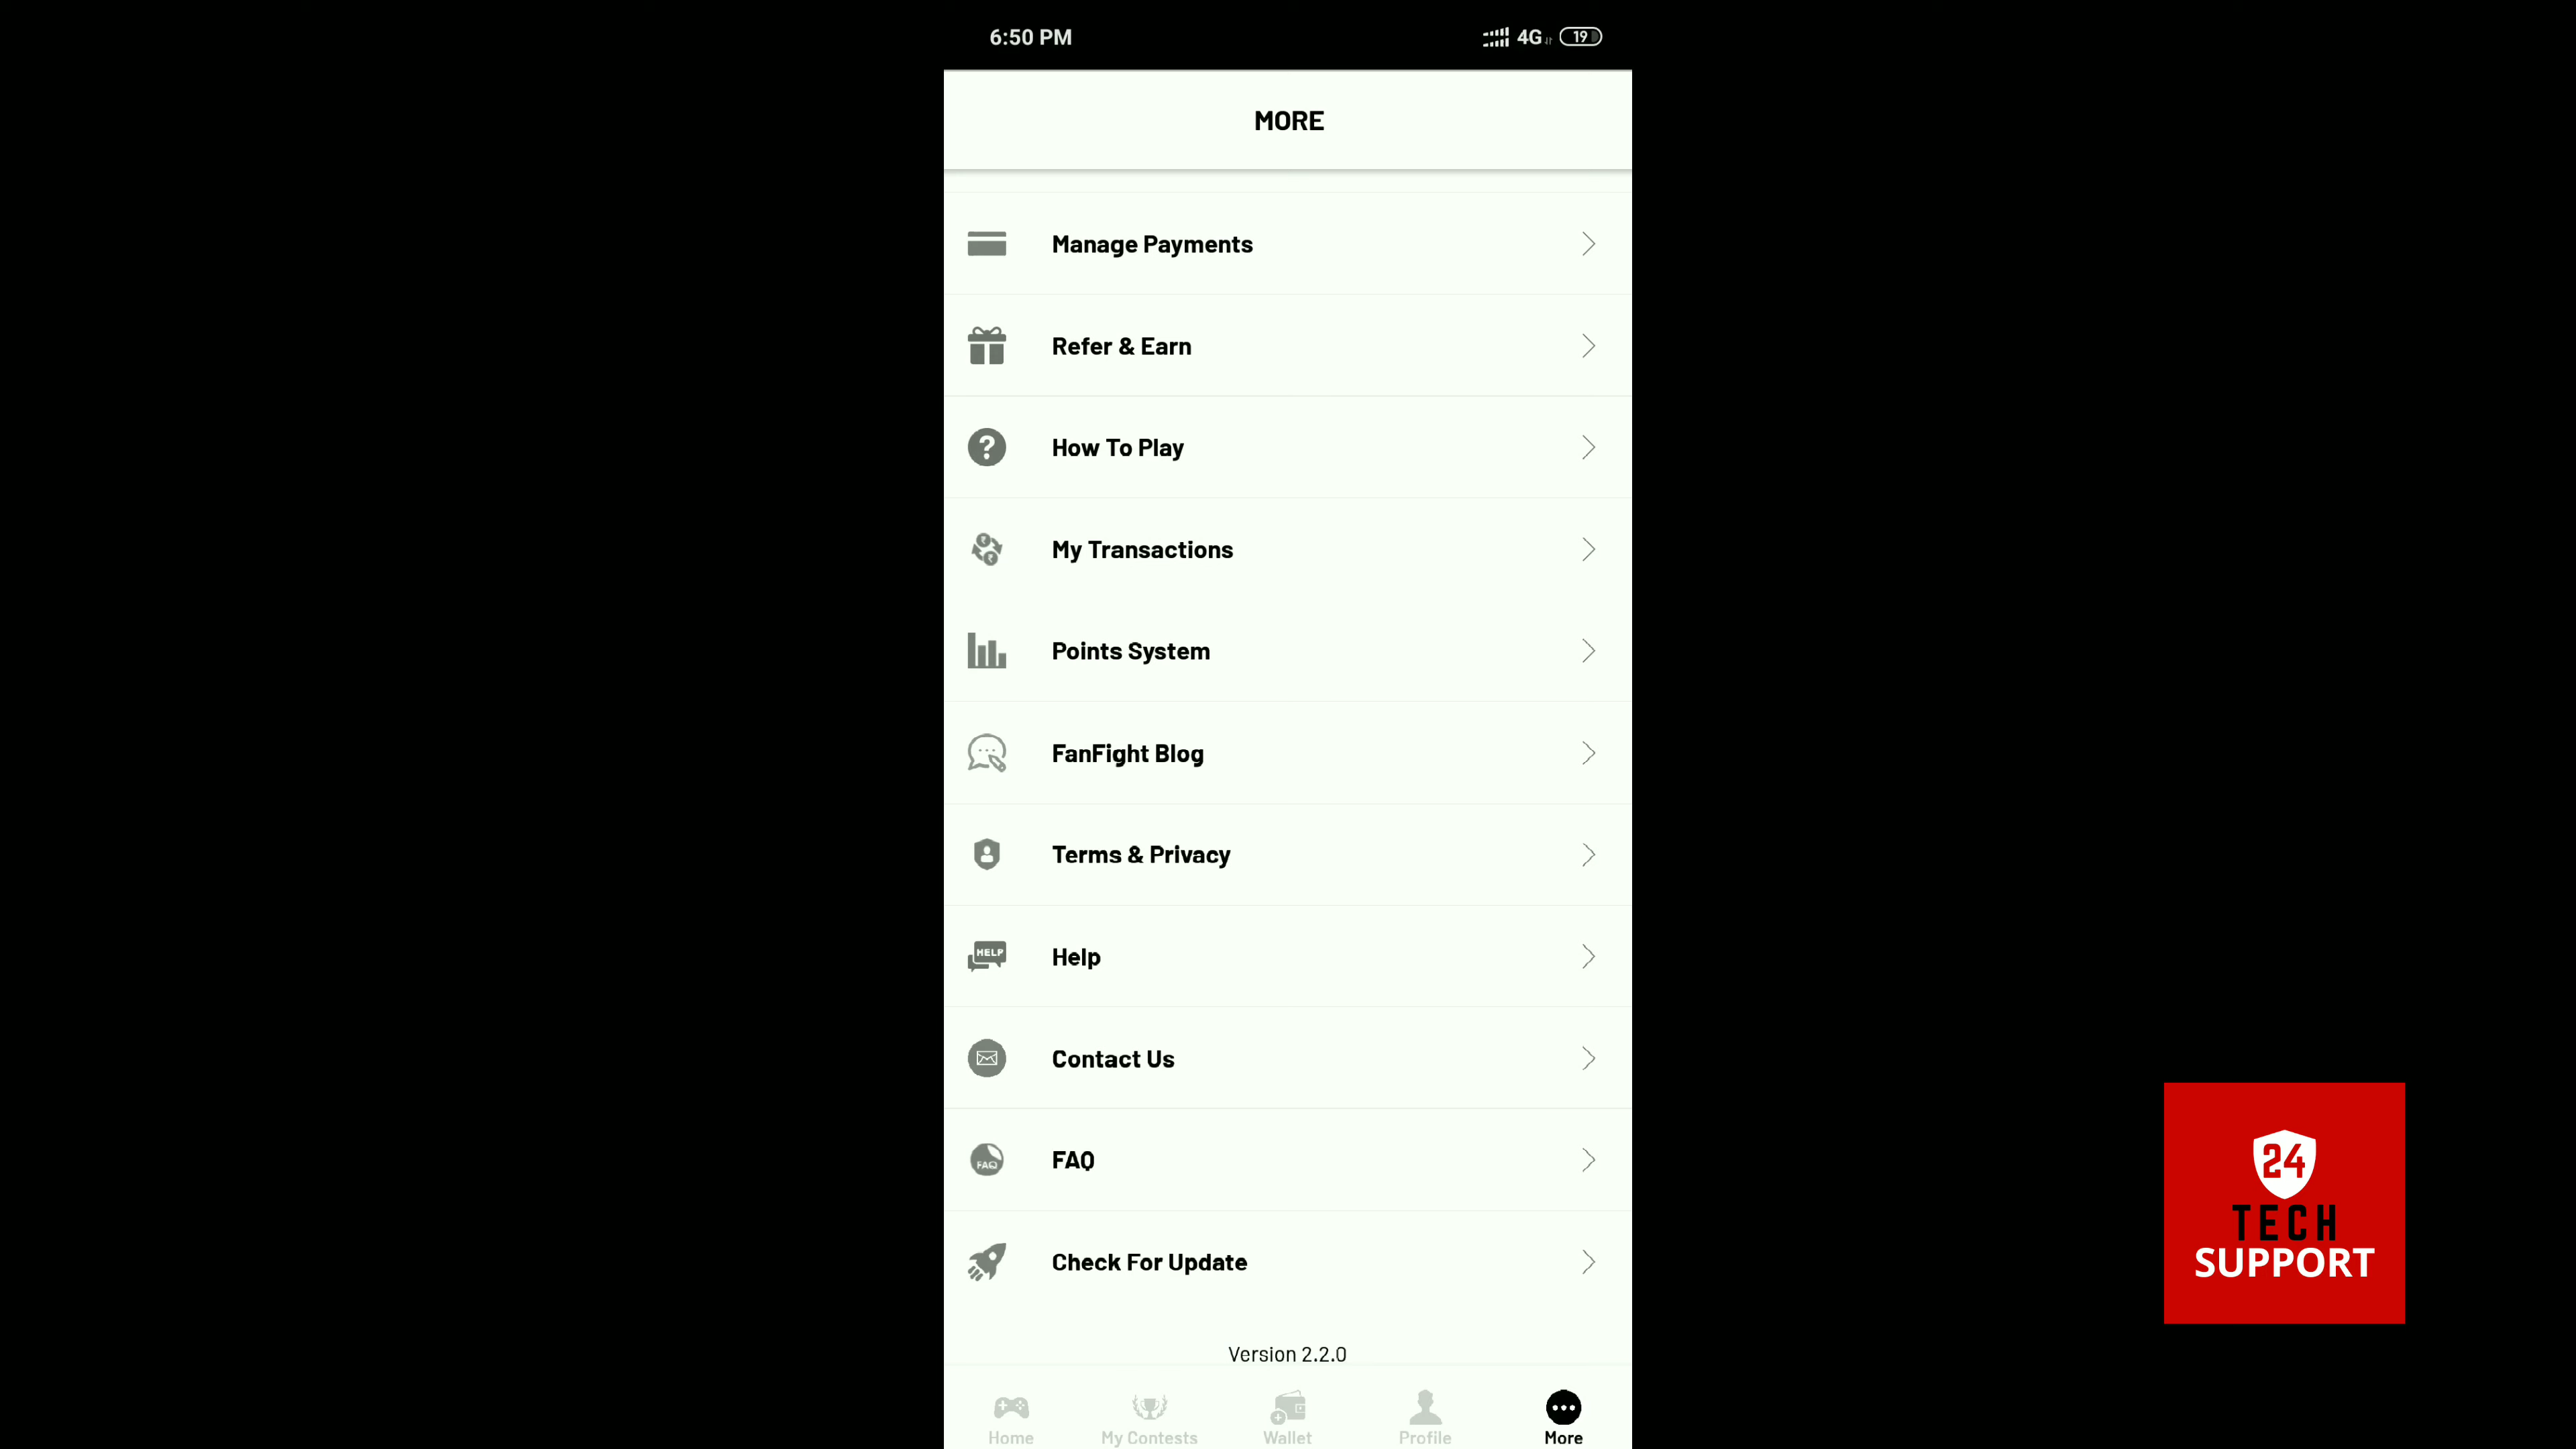 6:50 PM
4G 19
MORE
Manage Payments
Refer & Earn
?
How To Play
My Transactions
Points System
FanFight Blog
Terms & Privacy
HELP
Help
Contact Us
FAQ
FAQ
Check For Update
Version 2.2.0
Home
My Contests
Wallet
Profile
More
24
TECH
SUPPORT